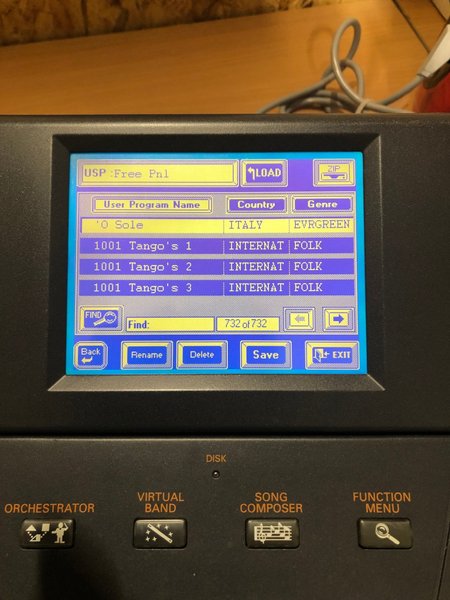 USP :Free Pnl
LOAD
ZIP
User Program Name Country Genre
'O Sole ITALY EVRGREEN
1001 Tango's 1 INTERNAT FOLK
1001 Tango's 2 INTERNAT FOLK
1001 Tango's 3 INTERNAT FOLK
FIND Find: 732 of 732
Back Rename Delete Save EXIT
DISK
ORCHESTRATOR
VIRTUAL BAND
SONG COMPOSER
FUNCTION MENU